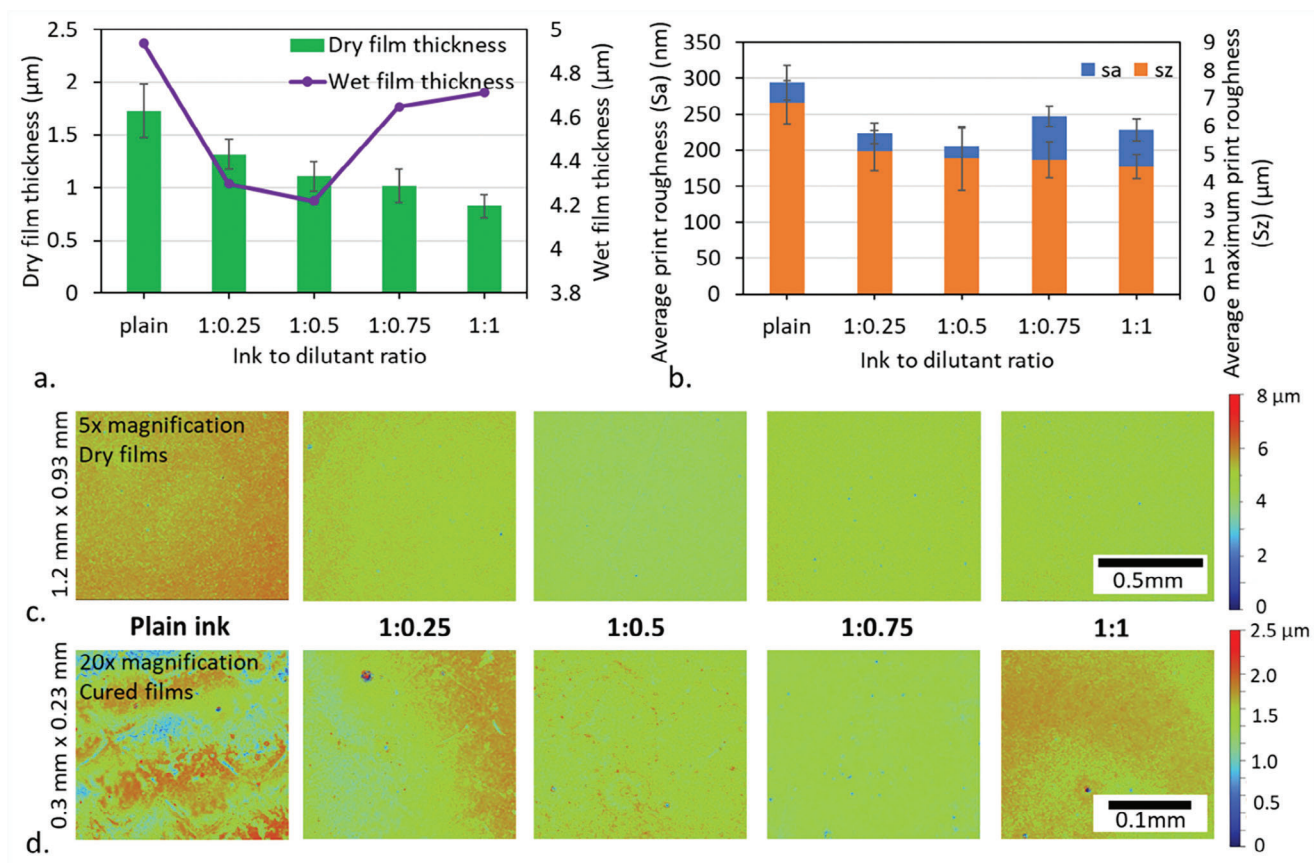 Dry film thickness (µm)
2.5
2
1.5
1
0.5
0
Dry film thickness
Wet film thickness
5
4.8
4.6
4.4
4.2
4
3.8
Wet film thickness (µm)
plain 1:0.25 1:0.5 1:0.75 1:1
Ink to dilutant ratio
a.
Average print roughness (Sa) (nm)
350
300
250
200
150
100
50
0
sa sz
9
8
7
6
5
4
3
2
1
0
Average maximum print roughness
(Sz) (µm)
plain 1:0.25 1:0.5 1:0.75 1:1
Ink to dilutant ratio
b.
1.2 mm x 0.93 mm
5x magnification
Dry films
0.5mm
8 µm
6
4
2
0
c.
Plain ink 1:0.25 1:0.5 1:0.75 1:1
0.3 mm x 0.23 mm
20x magnification
Cured films
0.1mm
2.5 µm
2.0
1.5
1.0
0.5
0
d.